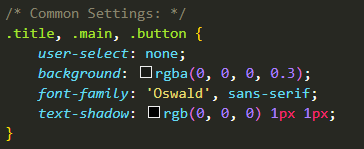 /* Common Settings: */
.title, .main, .button {
    user-select: none;
    background: rgba(0, 0, 0, 0.3);
    font-family: 'Oswald', sans-serif;
    text-shadow: rgb(0, 0, 0) 1px 1px;
}